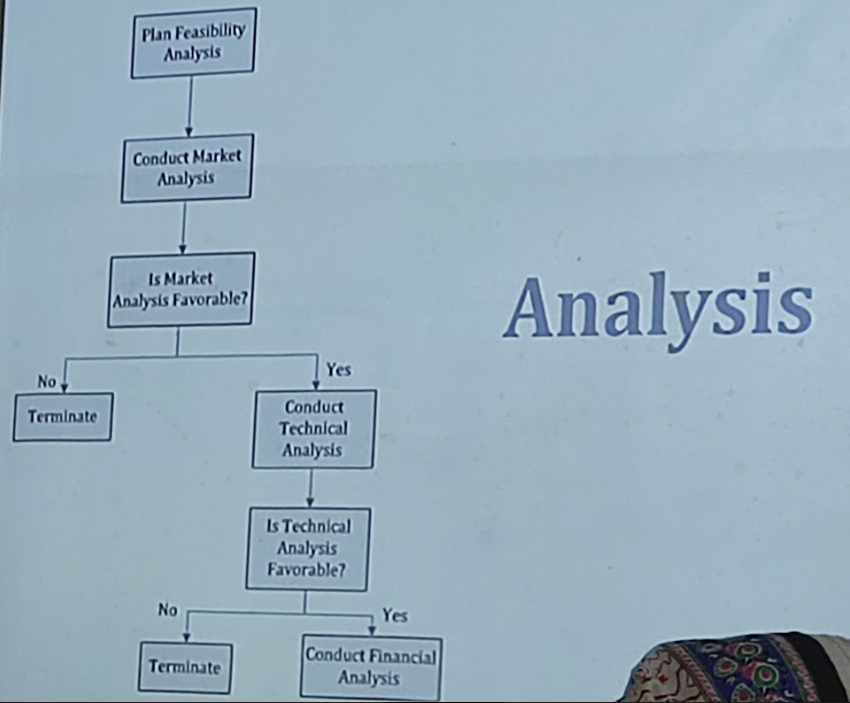 Plan Feasibility
Analysis
Conduct Market
Analysis
Is Market
Analysis Favorable?
Analysis
No
Yes
Terminate
Conduct
Technical
Analysis
Is Technical
Analysis
Favorable?
No
Yes
Terminate
Conduct Financial
Analysis